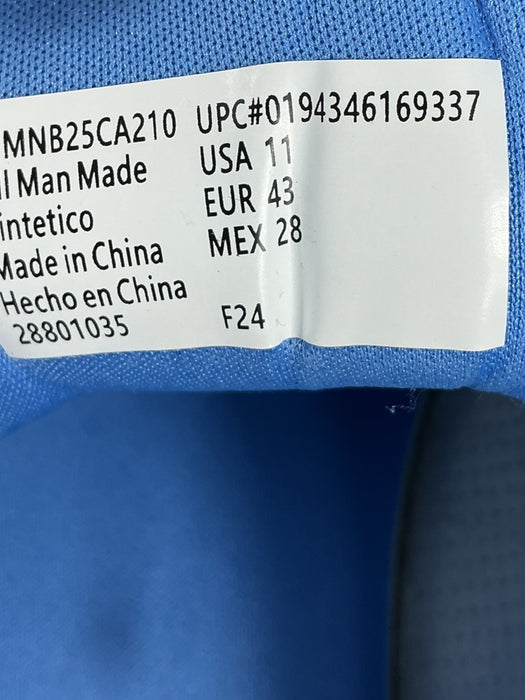 MNB25CA210 UPC#0194346169337
ll Man Made USA 11
intetico EUR 43
Made in China MEX 28
Hecho en China
28801035 F24